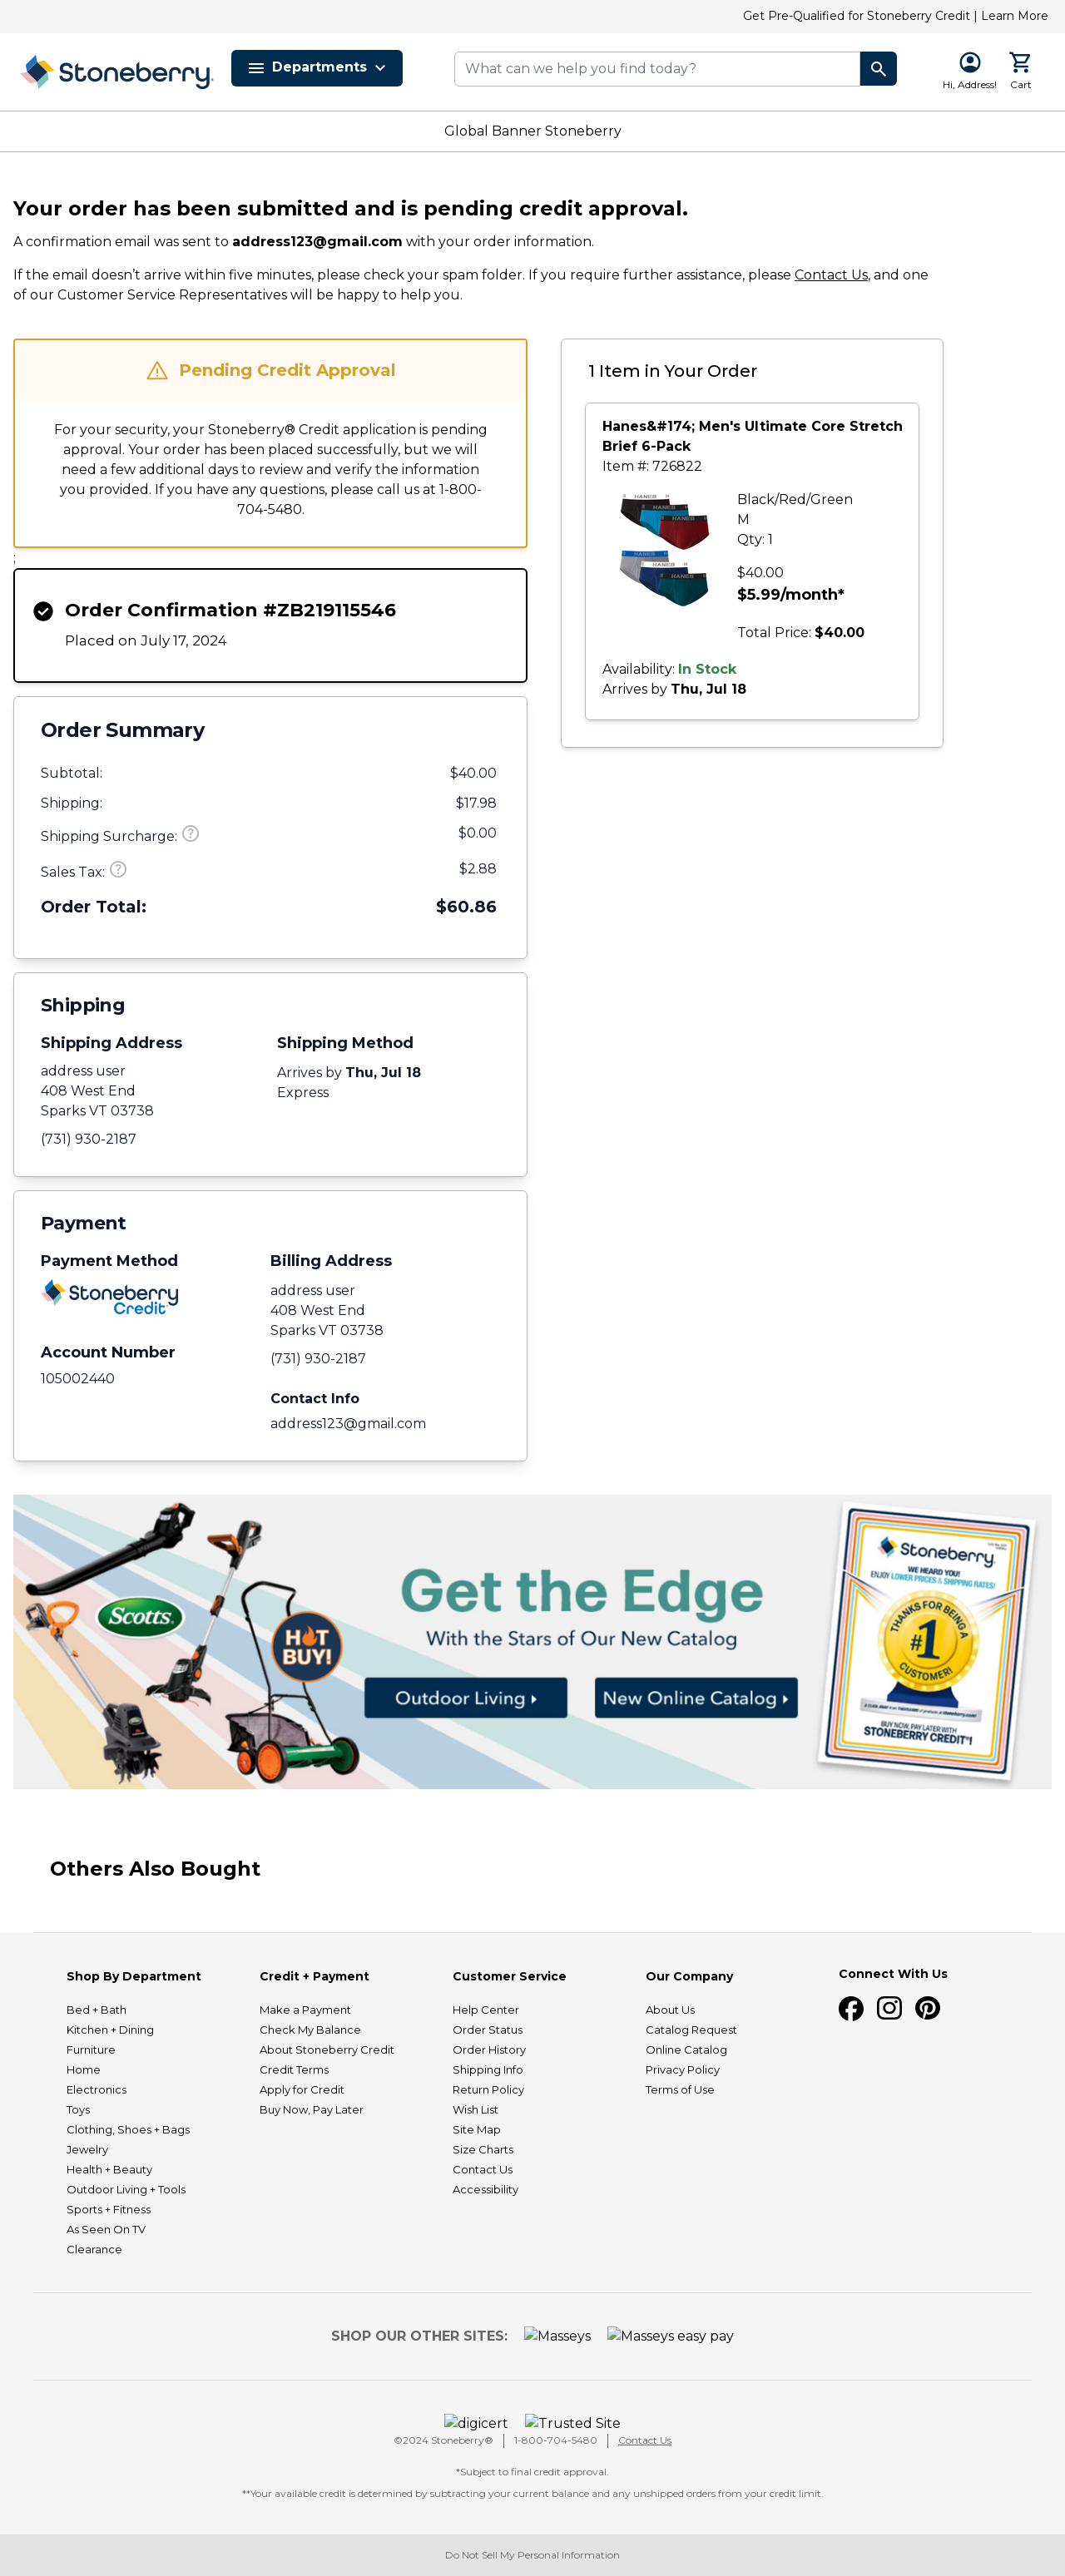 Get Pre-Qualified for Stoneberry Credit | Learn More
Stoneberry.
Departments
What can we help you find today?
Hi, Address!
Cart
Global Banner Stoneberry
Your order has been submitted and is pending credit approval.
A confirmation email was sent to address123@gmail.com with your order information.
If the email doesn’t arrive within five minutes, please check your spam folder. If you require further assistance, please Contact Us, and one
of our Customer Service Representatives will be happy to help you.
Pending Credit Approval
For your security, your Stoneberry® Credit application is pending
approval. Your order has been placed successfully, but we will
need a few additional days to review and verify the information
you provided. If you have any questions, please call us at 1-800-
704-5480.
;
Order Confirmation #ZB219115546
Placed on July 17, 2024
Order Summary
Subtotal: $40.00
Shipping: $17.98
Shipping Surcharge: $0.00
Sales Tax: $2.88
Order Total: $60.86
Shipping
Shipping Address
address user
408 West End
Sparks VT 03738
(731) 930-2187
Shipping Method
Arrives by Thu, Jul 18
Express
Payment
Payment Method
Stoneberry
Credit
Account Number
105002440
Billing Address
address user
408 West End
Sparks VT 03738
(731) 930-2187
Contact Info
address123@gmail.com
1 Item in Your Order
Hanes&#174; Men's Ultimate Core Stretch
Brief 6-Pack
Item #: 726822
HANES
HANES
HANES
HANES
Black/Red/Green
M
Qty: 1
$40.00
$5.99/month*
Total Price: $40.00
Availability: In Stock
Arrives by Thu, Jul 18
Scotts
HOT
BUY!
Get the Edge
With the Stars of Our New Catalog
Outdoor Living
New Online Catalog
Stoneberry.
WE HEARD YOU!
ENJOY LOWER PRICES & SHIPPING RATES!
THANKS FOR BEING A
#1
CUSTOMER!
BUY NOW, PAY LATER WITH
STONEBERRY CREDIT*!
Others Also Bought
Shop By Department
Bed + Bath
Kitchen + Dining
Furniture
Home
Electronics
Toys
Clothing, Shoes + Bags
Jewelry
Health + Beauty
Outdoor Living + Tools
Sports + Fitness
As Seen On TV
Clearance
Credit + Payment
Make a Payment
Check My Balance
About Stoneberry Credit
Credit Terms
Apply for Credit
Buy Now, Pay Later
Customer Service
Help Center
Order Status
Order History
Shipping Info
Return Policy
Wish List
Site Map
Size Charts
Contact Us
Accessibility
Our Company
About Us
Catalog Request
Online Catalog
Privacy Policy
Terms of Use
Connect With Us
SHOP OUR OTHER SITES: Masseys Masseys easy pay
digicert Trusted Site
©2024 Stoneberry® 1-800-704-5480 Contact Us
*Subject to final credit approval.
**Your available credit is determined by subtracting your current balance and any unshipped orders from your credit limit.
Do Not Sell My Personal Information